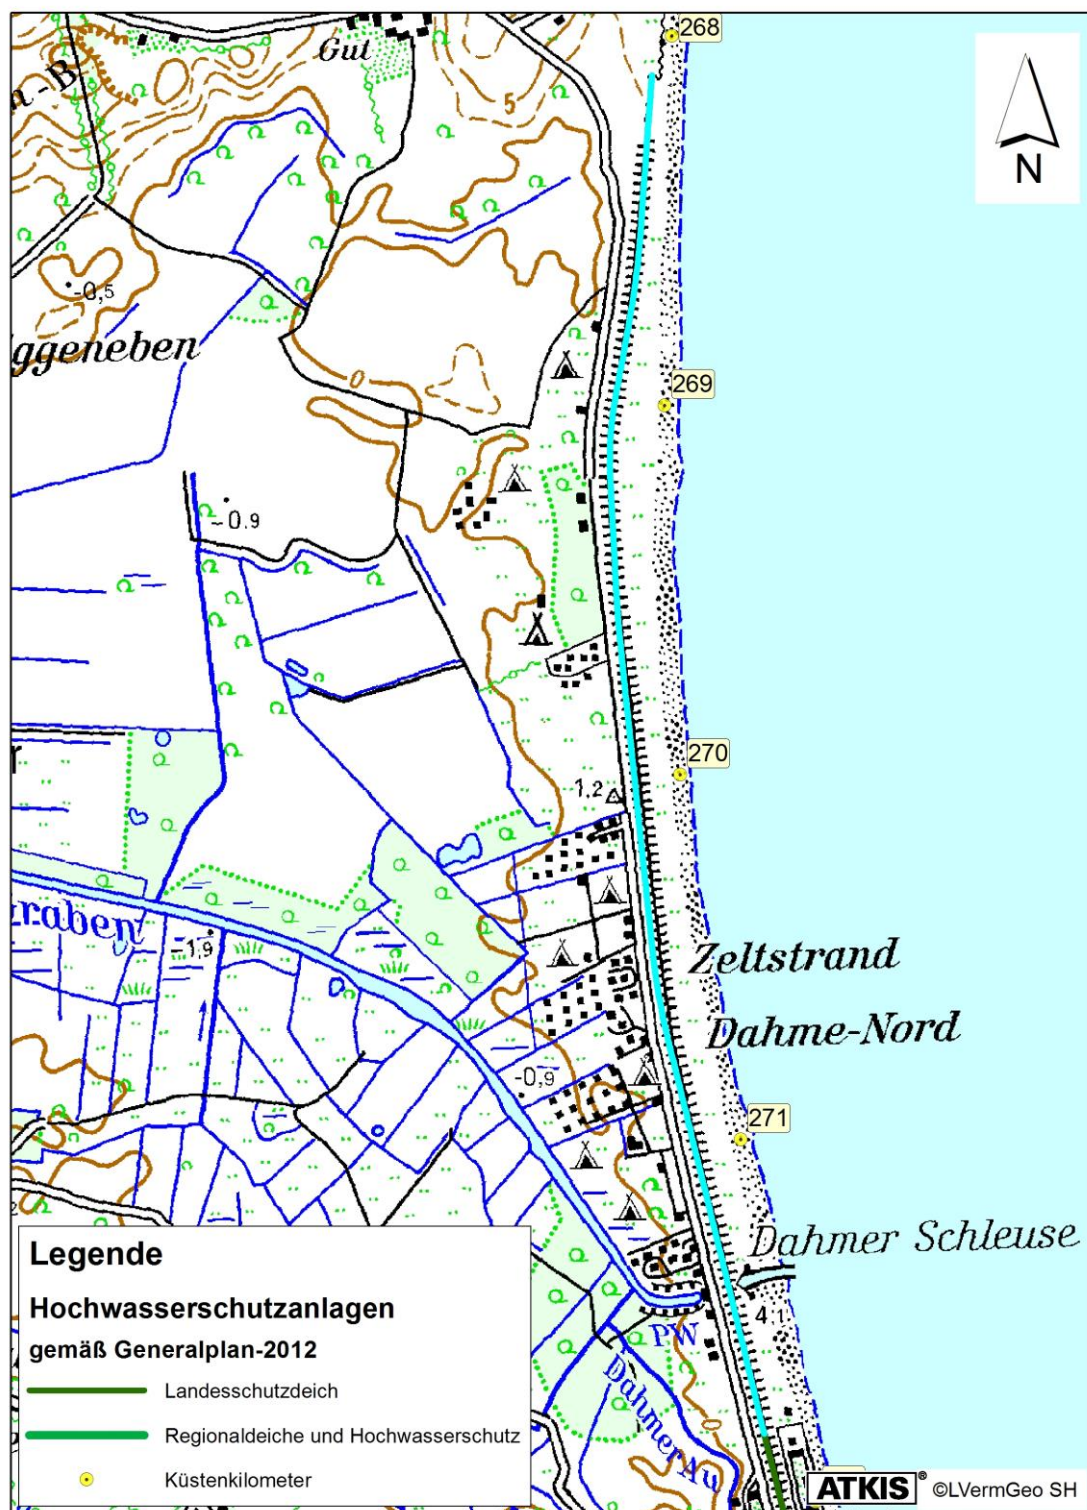 268
Gut
5
N
-0,5
ggeneben
269
0
-0.9
270
1.2
graben
-1,9
Zeltstrand
Dahme-Nord
-0,9
271
Dahmer Schleuse
4.1
PW
Dahmer Au
0
Legende
Hochwasserschutzanlagen
gemäß Generalplan-2012
Landesschutzdeich
Regionaldeiche und Hochwasserschutz
Küstenkilometer
ATKIS® ©LVermGeo SH